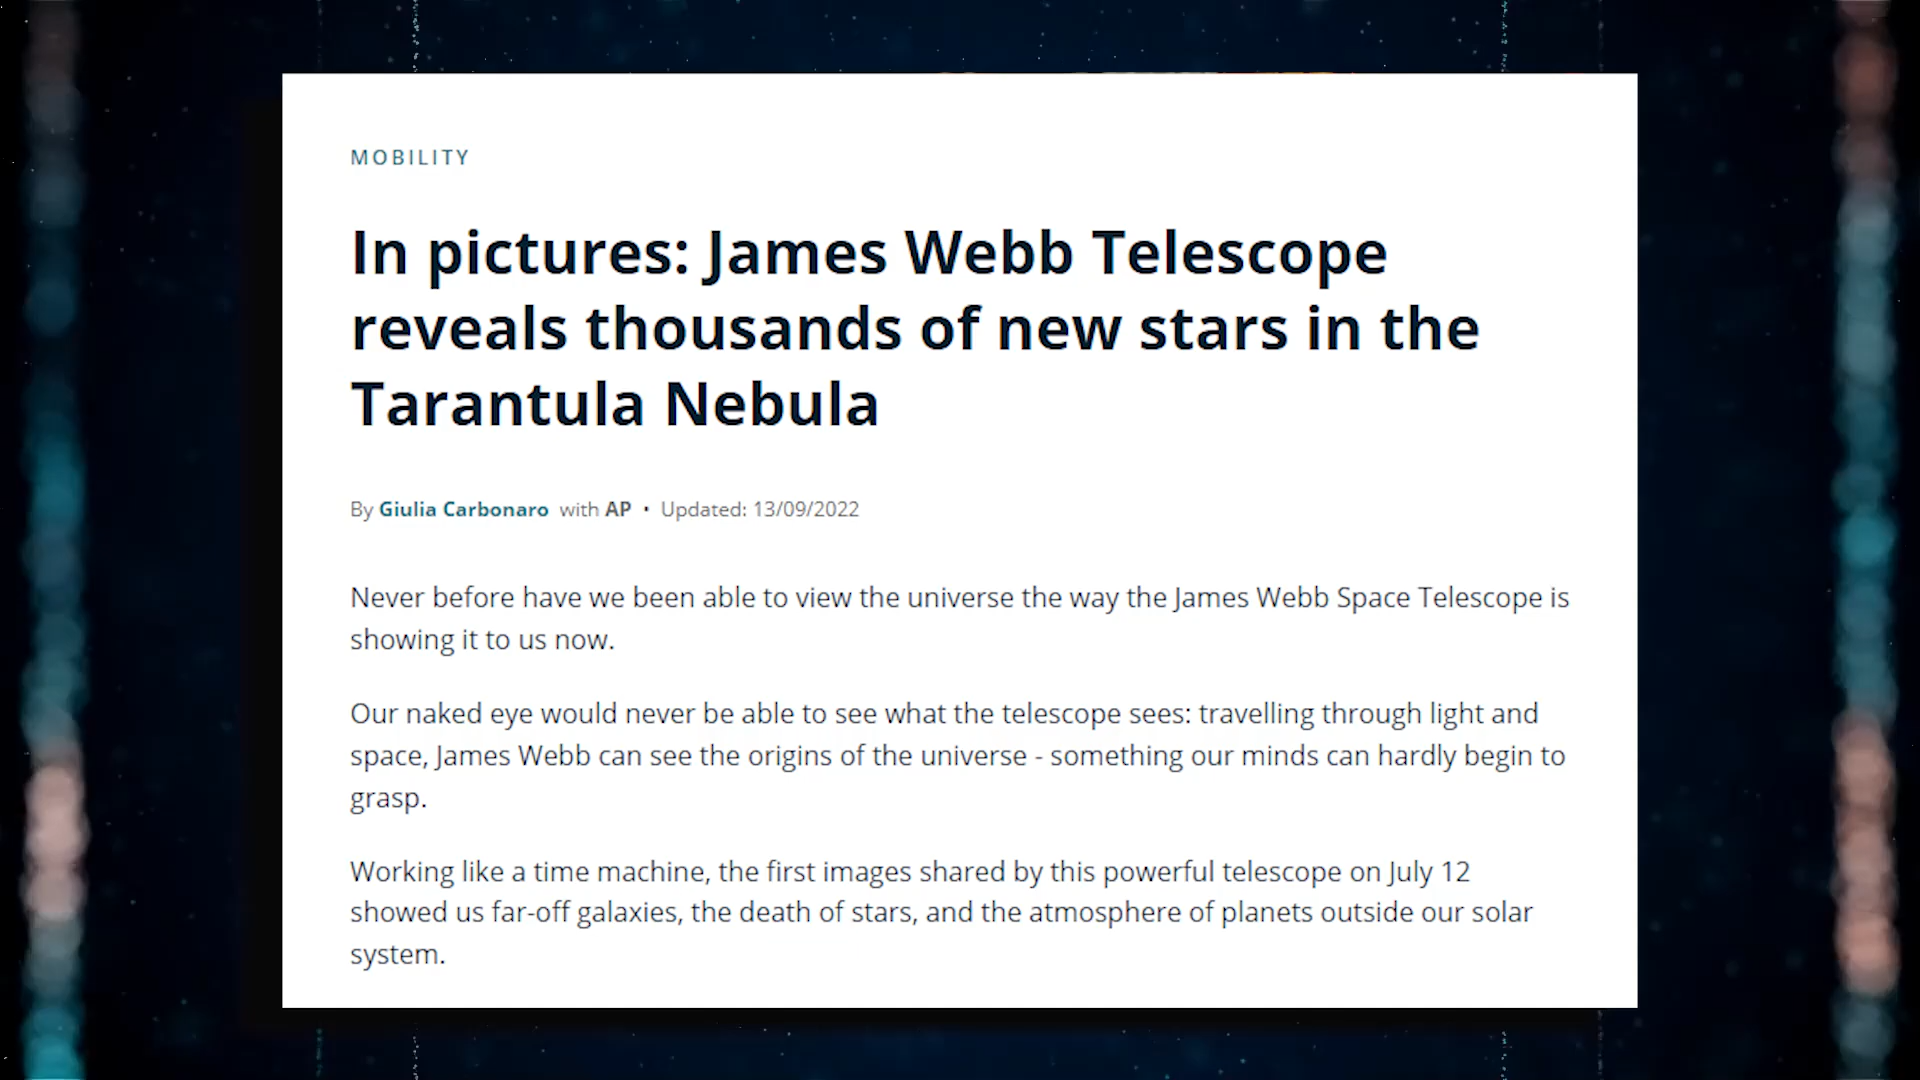 MOBILITY
In pictures: James Webb Telescope
reveals thousands of new stars in the
Tarantula Nebula
By Giulia Carbonaro with AP • Updated: 13/09/2022
Never before have we been able to view the universe the way the James Webb Space Telescope is
showing it to us now.
Our naked eye would never be able to see what the telescope sees: travelling through light and
space, James Webb can see the origins of the universe - something our minds can hardly begin to
grasp.
Working like a time machine, the first images shared by this powerful telescope on July 12
showed us far-off galaxies, the death of stars, and the atmosphere of planets outside our solar
system.